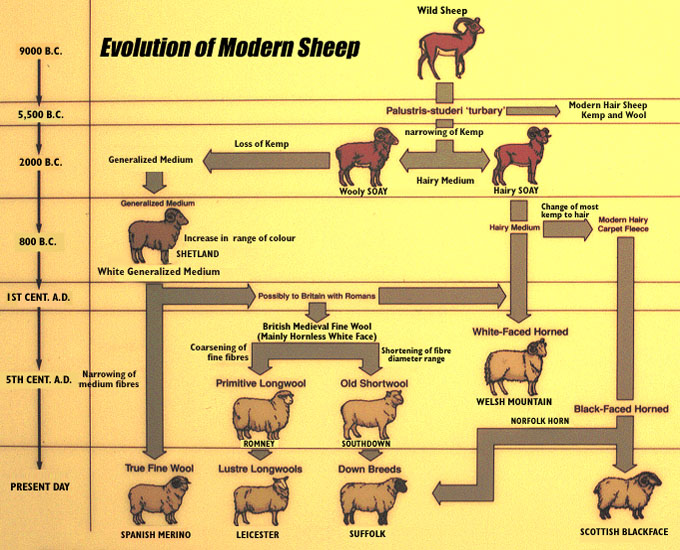 Wild Sheep
Evolution of Modern Sheep
9000 B.C.
5,500 B.C.
Palustris-studeri 'turbary'
Modern Hair Sheep
Kemp and Wool
narrowing of Kemp
Loss of Kemp
2000 B.C.
Generalized Medium
Hairy Medium
Wooly SOAY
Hairy SOAY
Generalized Medium
Change of most
kemp to hair
Modern Hairy
Carpet Fleece
Hairy Medium
800 B.C.
Increase in range of colour
SHETLAND
White Generalized Medium
1ST CENT. A.D.
Possibly to Britain with Romans
British Medieval Fine Wool
(Mainly Hornless White Face)
White-Faced Horned
Coarsening of
fine fibres
Shortening of fibre
diameter range
5TH CENT. A.D.
Narrowing of
medium fibres
Primitive Longwool
Old Shortwool
WELSH MOUNTAIN
Black-Faced Horned
NORFOLK HORN
ROMNEY
SOUTHDOWN
True Fine Wool
Lustre Longwools
Down Breeds
PRESENT DAY
SPANISH MERINO
LEICESTER
SUFFOLK
SCOTTISH BLACKFACE